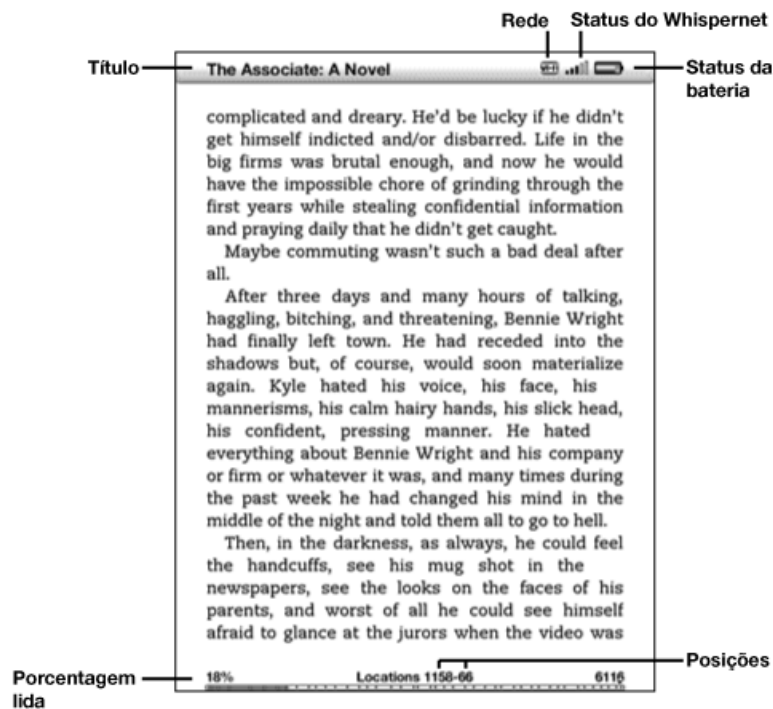 Rede Status do Whispernet
Título
The Associate: A Novel
Status da
bateria
complicated and dreary. He'd be lucky if he didn't
get himself indicted and/or disbarred. Life in the
big firms was brutal enough, and now he would
have the impossible chore of grinding through the
first years while stealing confidential information
and praying daily that he didn't get caught.
Maybe commuting wasn't such a bad deal after
all.
After three days and many hours of talking,
haggling, bitching, and threatening, Bennie Wright
had finally left town. He had receded into the
shadows but, of course, would soon materialize
again. Kyle hated his voice, his face, his
mannerisms, his calm hairy hands, his slick head,
his confident, pressing manner. He hated
everything about Bennie Wright and his company
or firm or whatever it was, and many times during
the past week he had changed his mind in the
middle of the night and told them all to go to hell.
Then, in the darkness, as always, he could feel
the handcuffs, see his mug shot in the
newspapers, see the looks on the faces of his
parents, and worst of all he could see himself
afraid to glance at the jurors when the video was
Posições
18% Locations 1158-66 6116
Porcentagem
lida